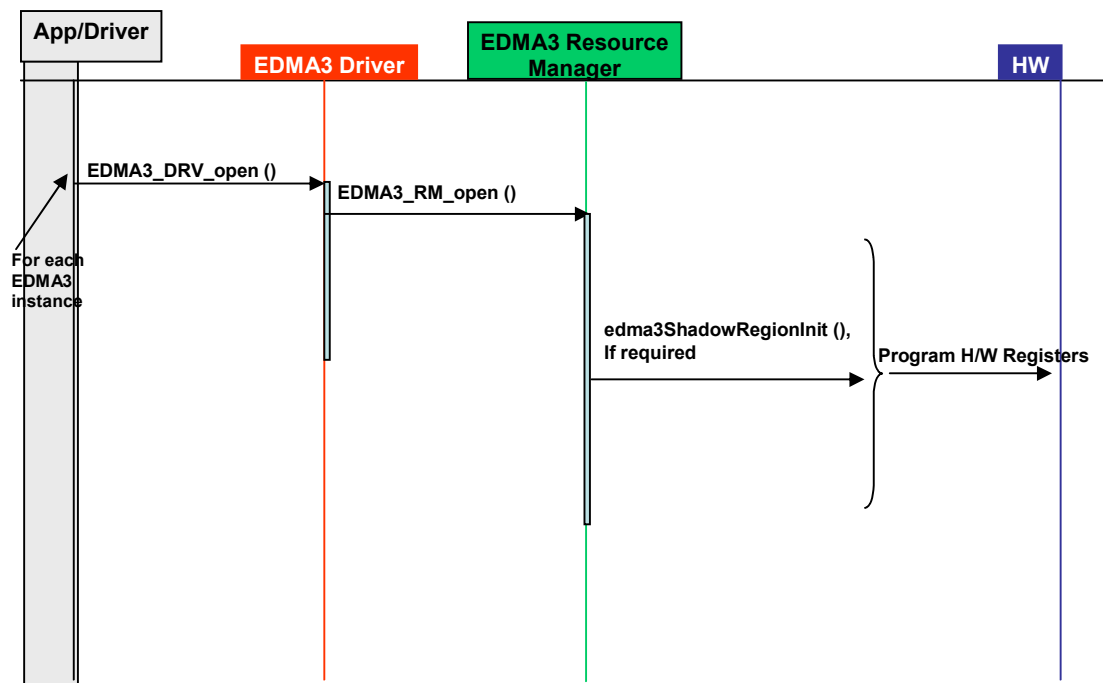 App/Driver
EDMA3 Driver
EDMA3 Resource
Manager
HW
EDMA3_DRV_open ()
EDMA3_RM_open ()
For each
EDMA3
instance
edma3ShadowRegionInit (),
If required
Program H/W Registers